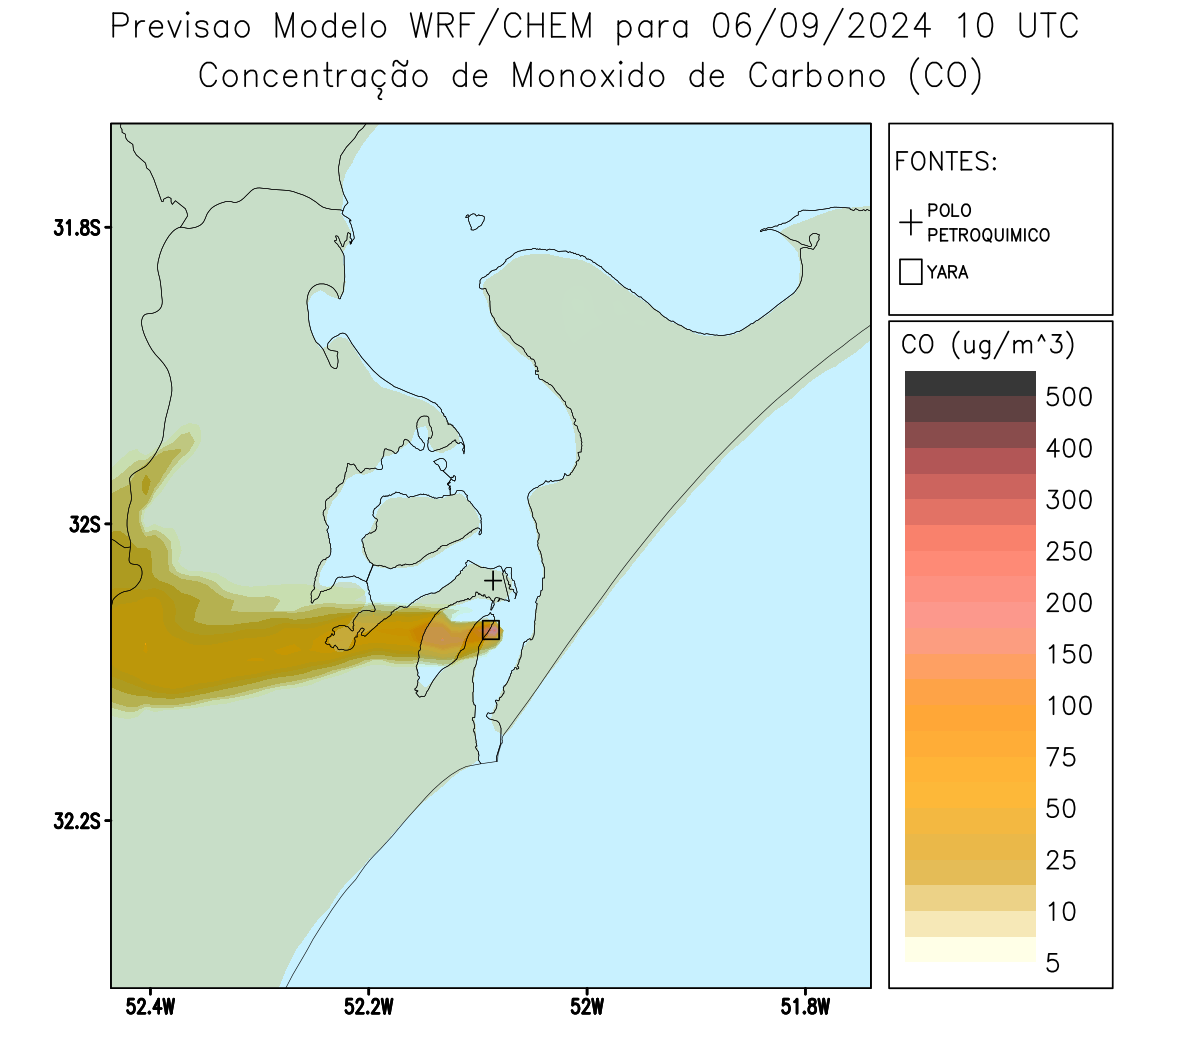 Previsao Modelo WRF/CHEM para 06/09/2024 10 UTC
Concentração de Monoxido de Carbono (CO)
FONTES:
POLO
PETROQUIMICO
YARA
CO (ug/m^3)
500
400
300
250
200
150
100
75
50
25
10
5
31.8S
32S
32.2S
52.4W
52.2W
52W
51.8W